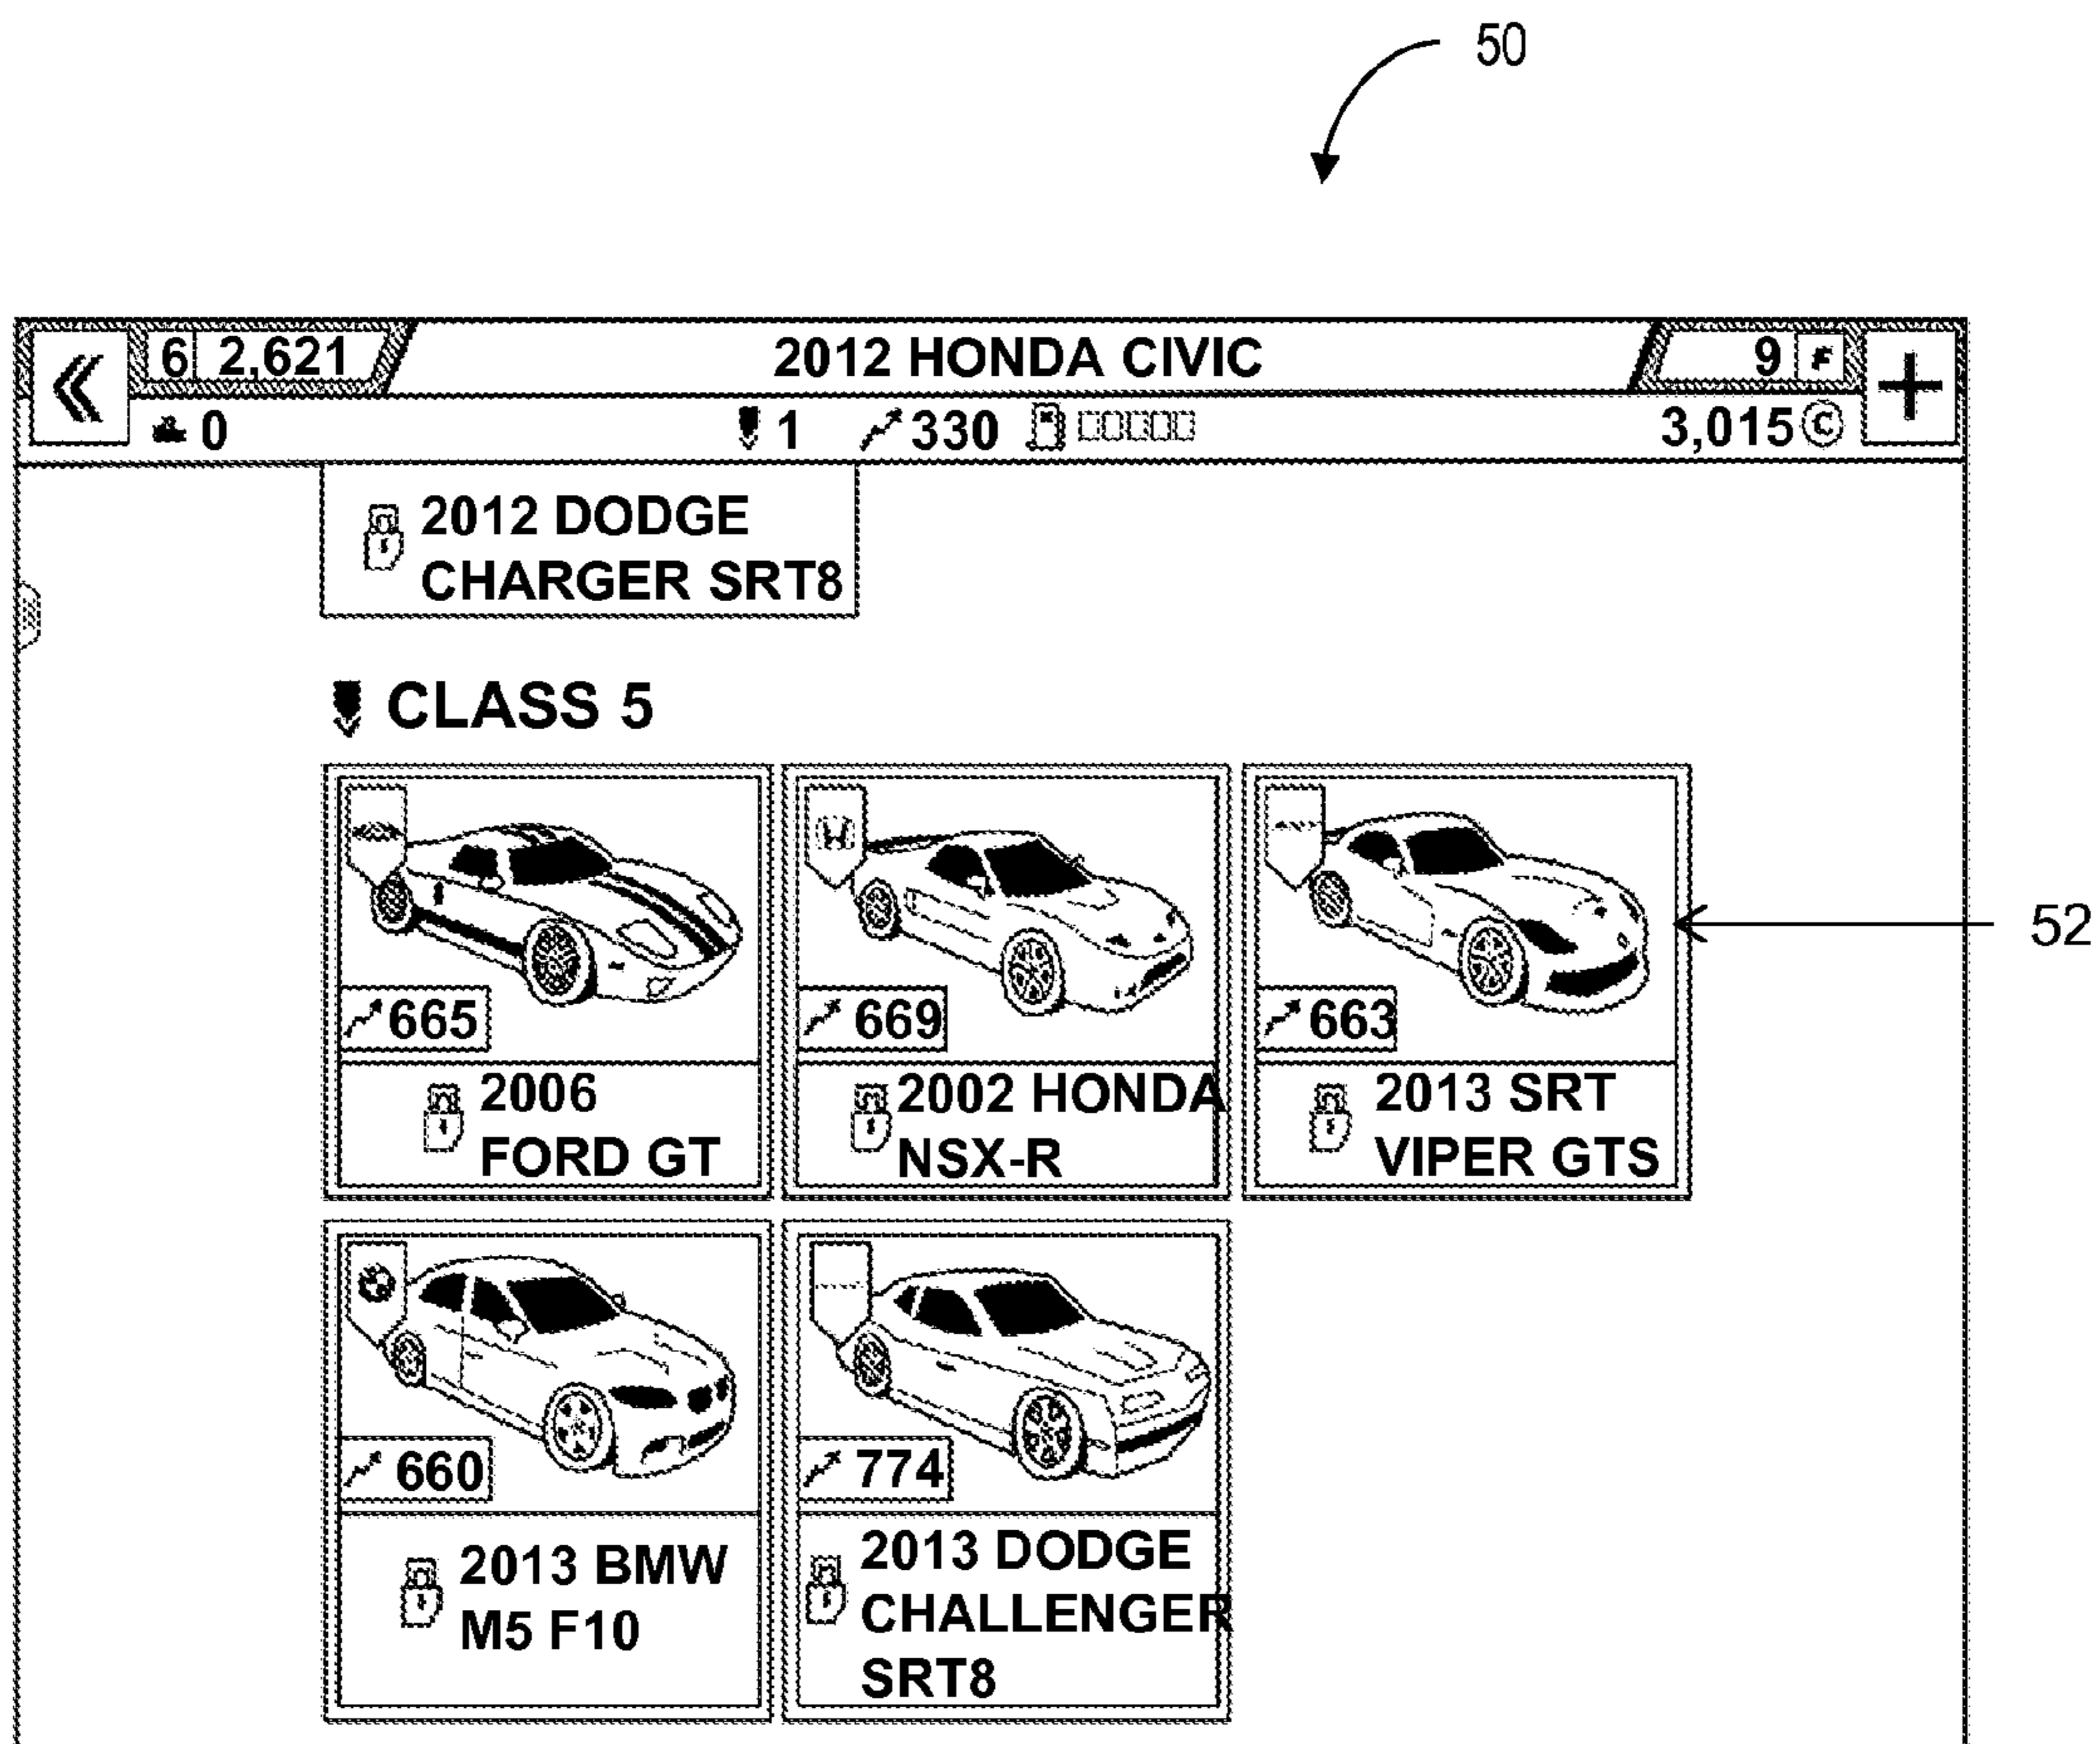 50
6 2,621 2012 HONDA CIVIC 9 F
0 1 330 3,015 C
2012 DODGE
CHARGER SRT8
CLASS 5
665 669 663
52
2006
FORD GT
2002 HONDA
NSX-R
2013 SRT
VIPER GTS
660 774
2013 BMW
M5 F10
2013 DODGE
CHALLENGER
SRT8